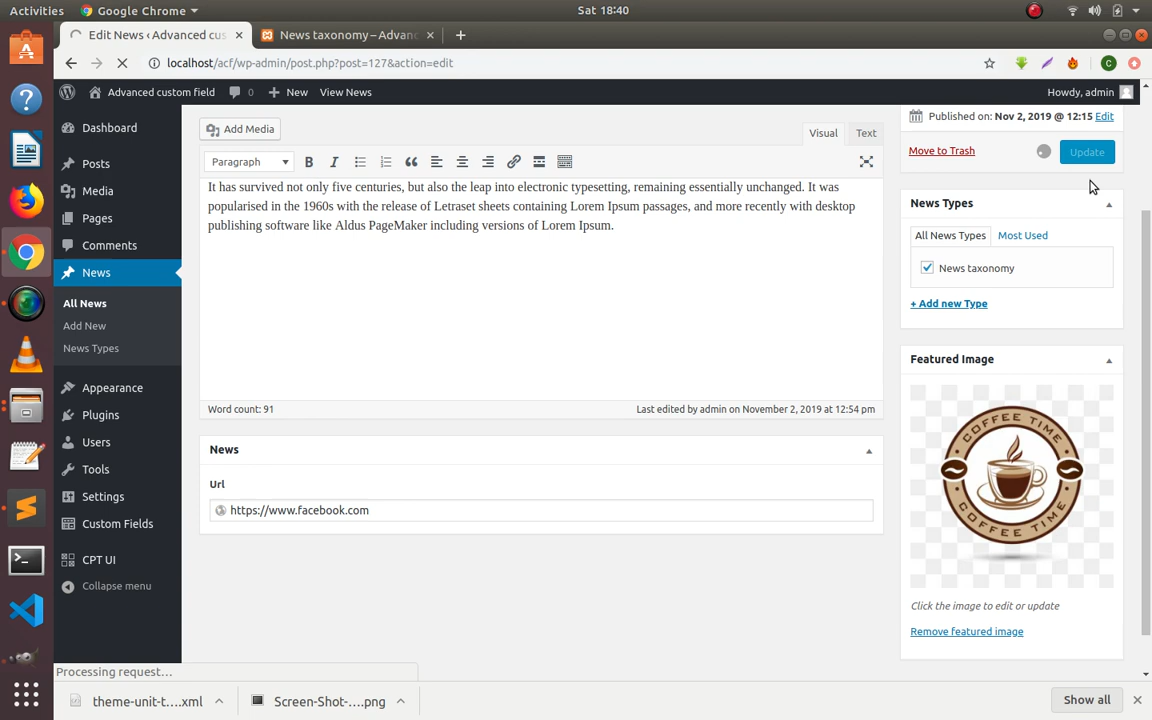 Activities
Google Chrome
Sat 18:40
Edit News ‹ Advanced cus
News taxonomy – Advanc
localhost/acf/wp-admin/post.php?post=127&action=edit
C
Advanced custom field
0
New
View News
Howdy, admin
Dashboard
Posts
Media
Pages
Comments
News
All News
Add New
News Types
Appearance
Plugins
Users
Tools
Settings
Custom Fields
CPT UI
Collapse menu
Add Media
Visual
Text
Paragraph
B
I
It has survived not only five centuries, but also the leap into electronic typesetting, remaining essentially unchanged. It was
popularised in the 1960s with the release of Letraset sheets containing Lorem Ipsum passages, and more recently with desktop
publishing software like Aldus PageMaker including versions of Lorem Ipsum.
Word count: 91
Last edited by admin on November 2, 2019 at 12:54 pm
News
Url
https://www.facebook.com
Published on: Nov 2, 2019 @ 12:15 Edit
Move to Trash
Update
News Types
All News Types
Most Used
News taxonomy
+ Add new Type
Featured Image
COFFEE TIME
COFFEE TIME
Click the image to edit or update
Remove featured image
Processing request...
theme-unit-t....xml
Screen-Shot-....png
Show all